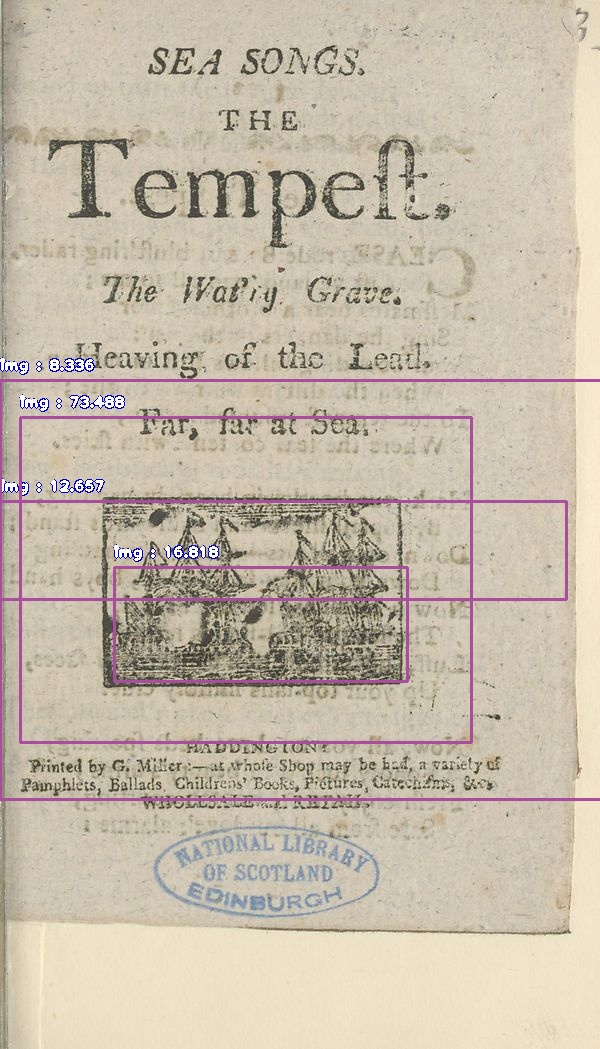 3
SEA SONGS.
THE
Tempeſt.
The Wat'ry Grave.
Heaving of the Lead.
Img : 8.336
Img : 73.488
Far, far at Sea.
Img : 12.657
Img : 16.818
HADDINGTON:
Printed by G. Miller:—at whoſe Shop may be had, a variety of
Pamphlets, Ballads, Childrens' Books, Pictures, Catechiſms, &c.
WHOLESALE and RETAIL.
NATIONAL LIBRARY
OF SCOTLAND
EDINBURGH